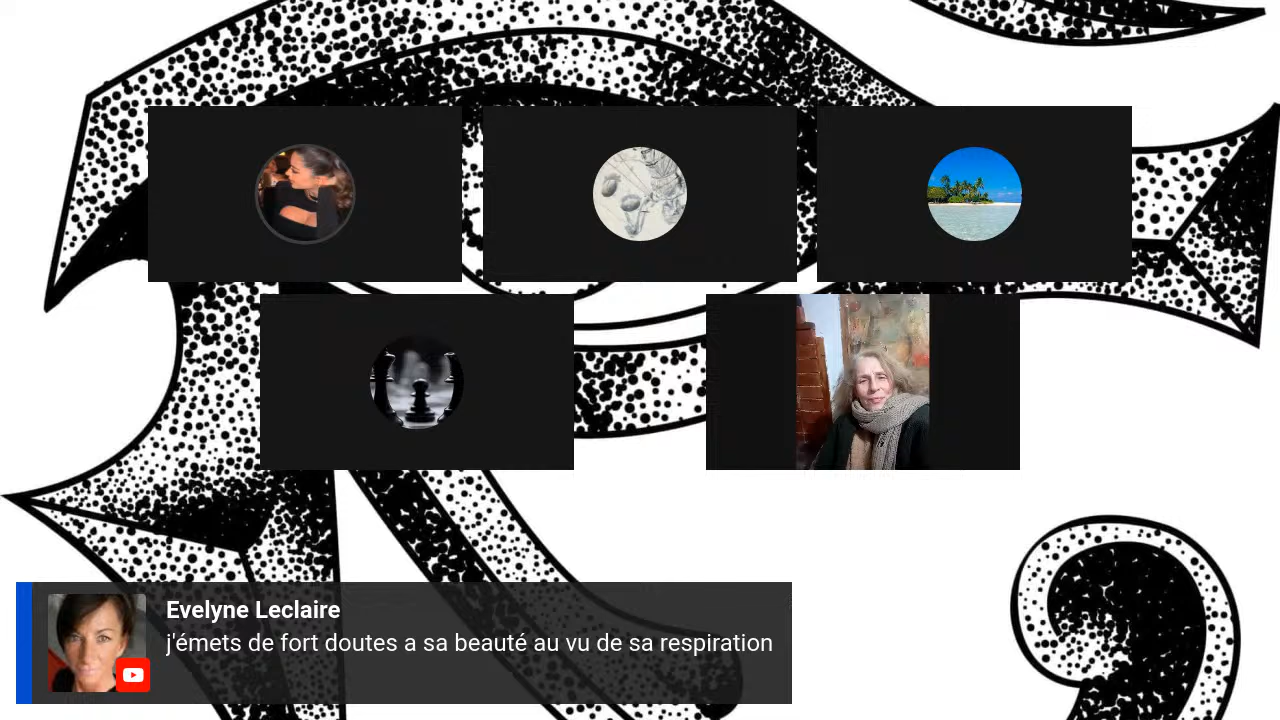 Evelyne Leclaire
j'émets de fort doutes a sa beauté au vu de sa respiration